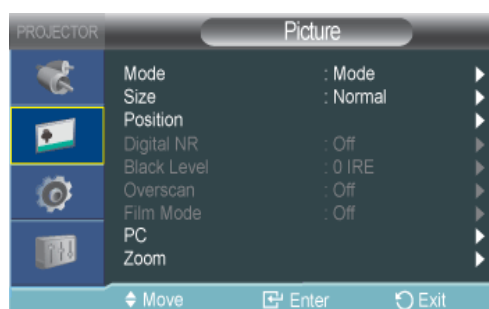 PROJECTOR
Picture
Mode : Mode
Size : Normal
Position
Digital NR : Off
Black Level : 0 IRE
Overscan : Off
Film Mode : Off
PC
Zoom
Move Enter Exit